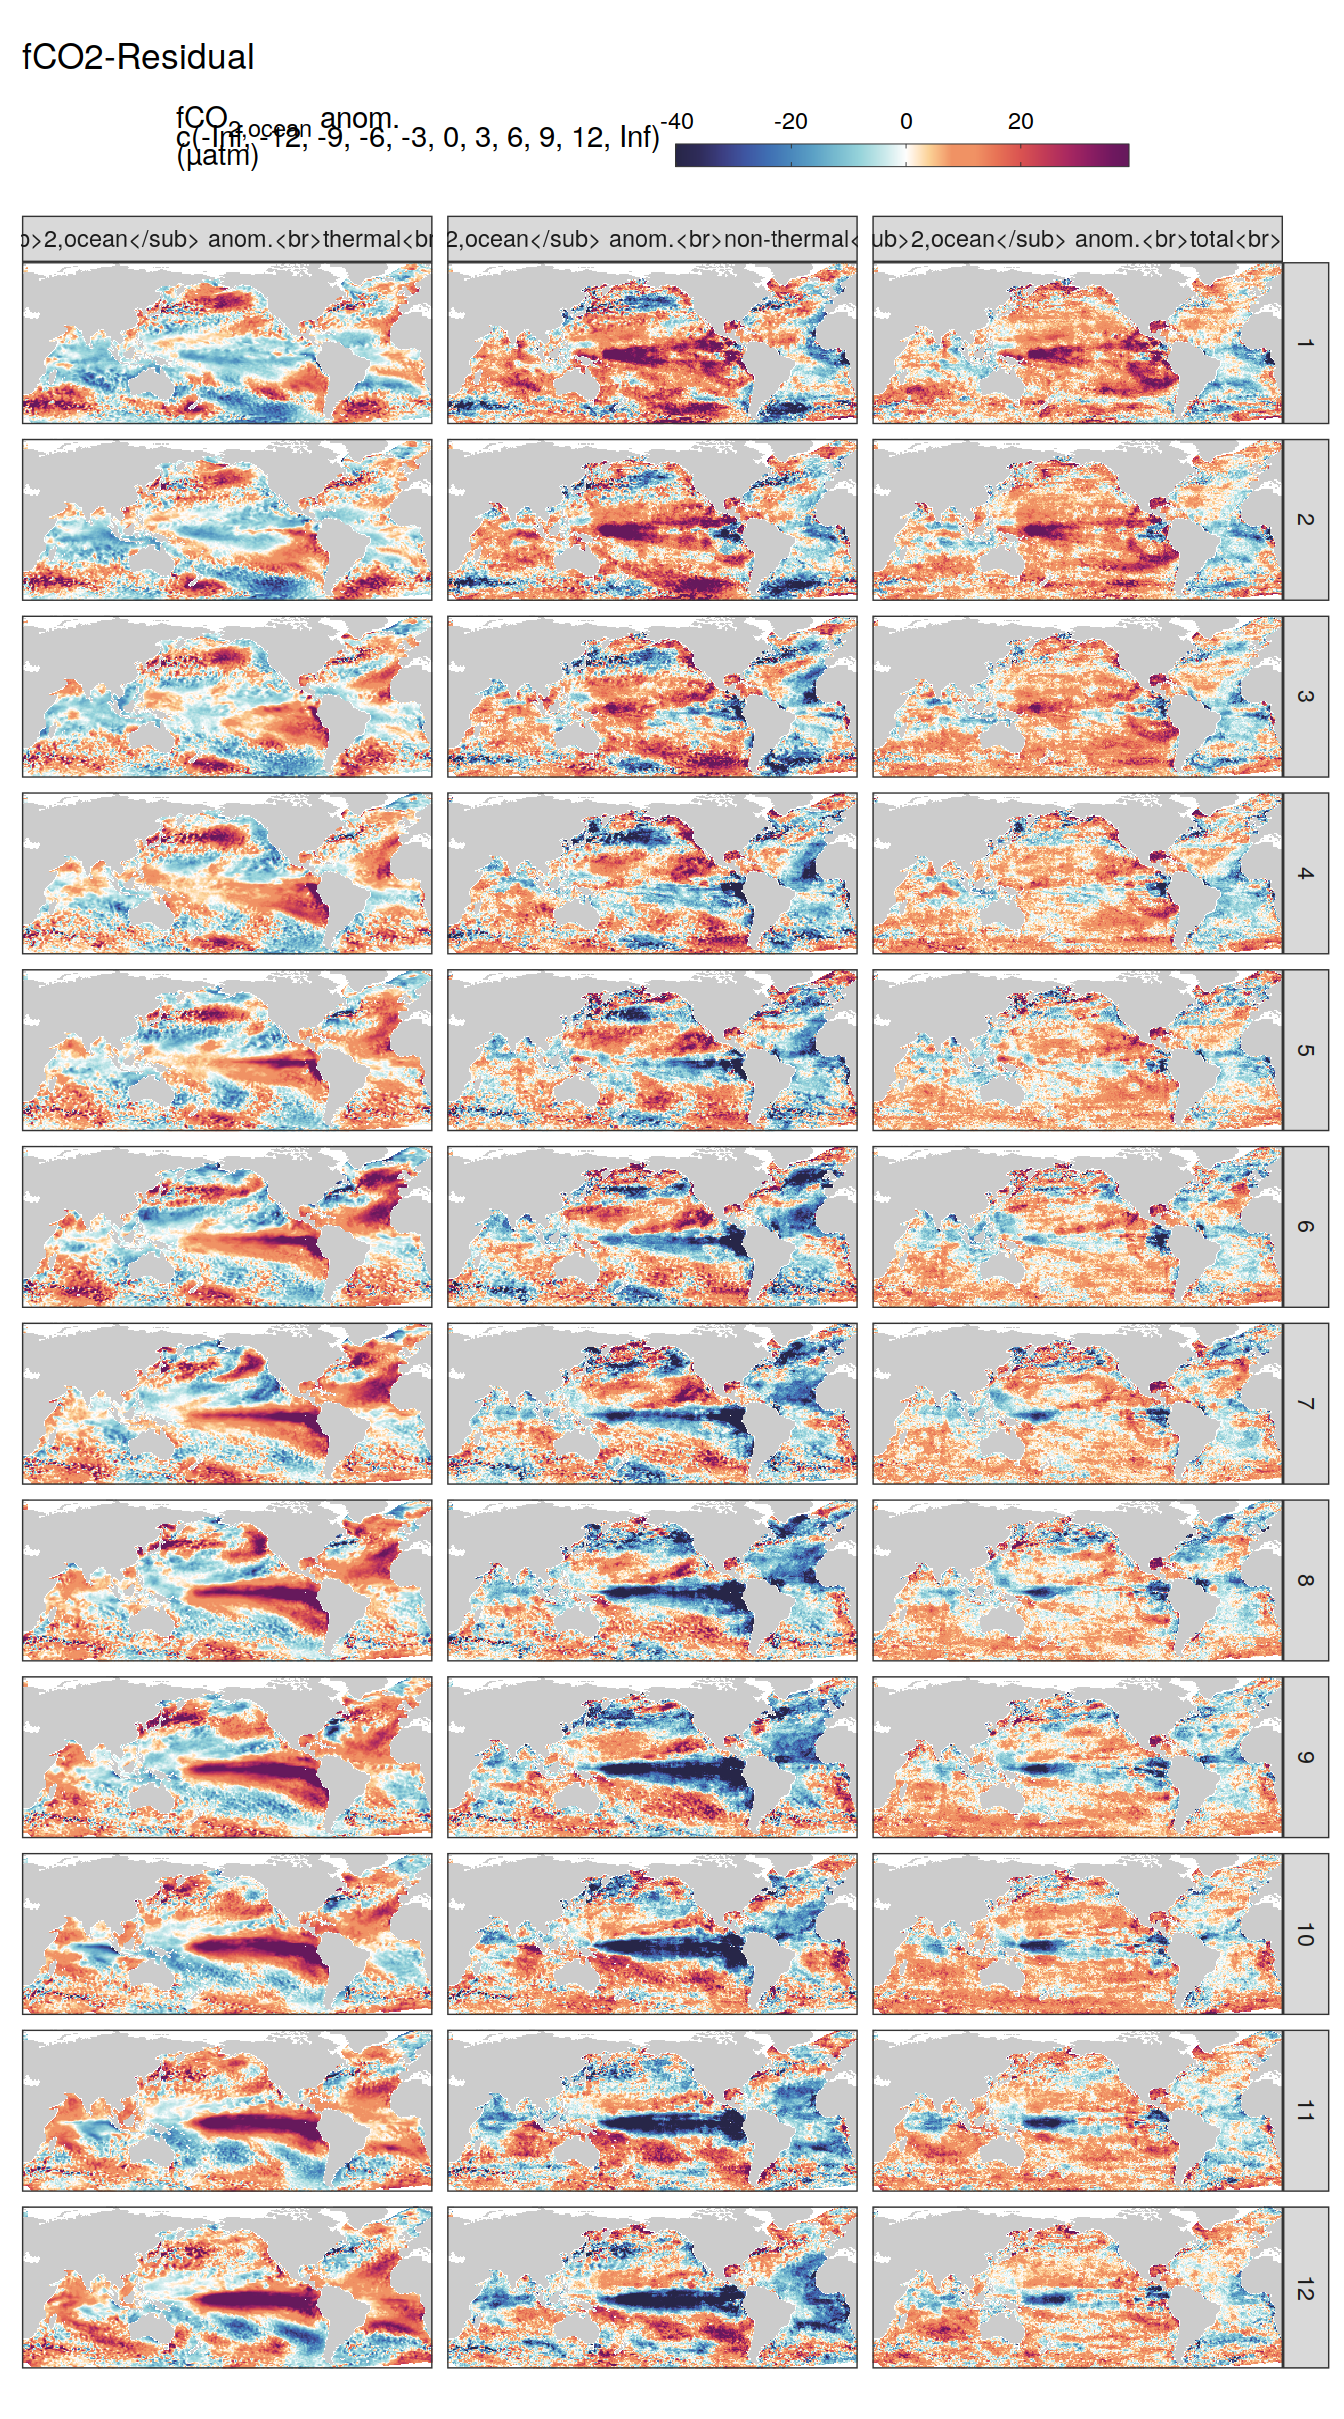 fCO2-Residual
fCO2,ocean anom.
c(-Inf, -12, -9, -6, -3, 0, 3, 6, 9, 12, Inf)
(µatm)
-40 -20 0 20
b>2,ocean</sub> anom.<br>thermal<br
2,ocean</sub> anom.<br>non-thermal<
ub>2,ocean</sub> anom.<br>total<br>
1
2
3
4
5
6
7
8
9
10
11
12